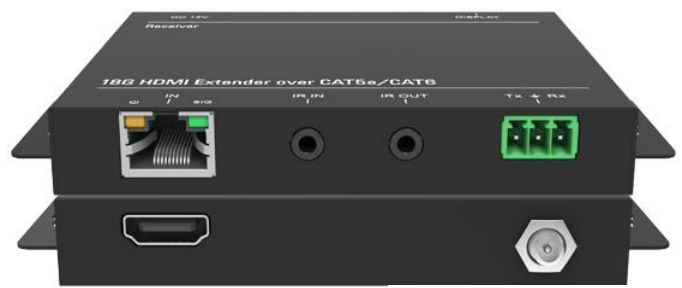 DC 12V DISPLAY
Receiver
18G HDMI Extender over CAT5e/CAT6
IN SIG IR IN IR OUT Tx Rx